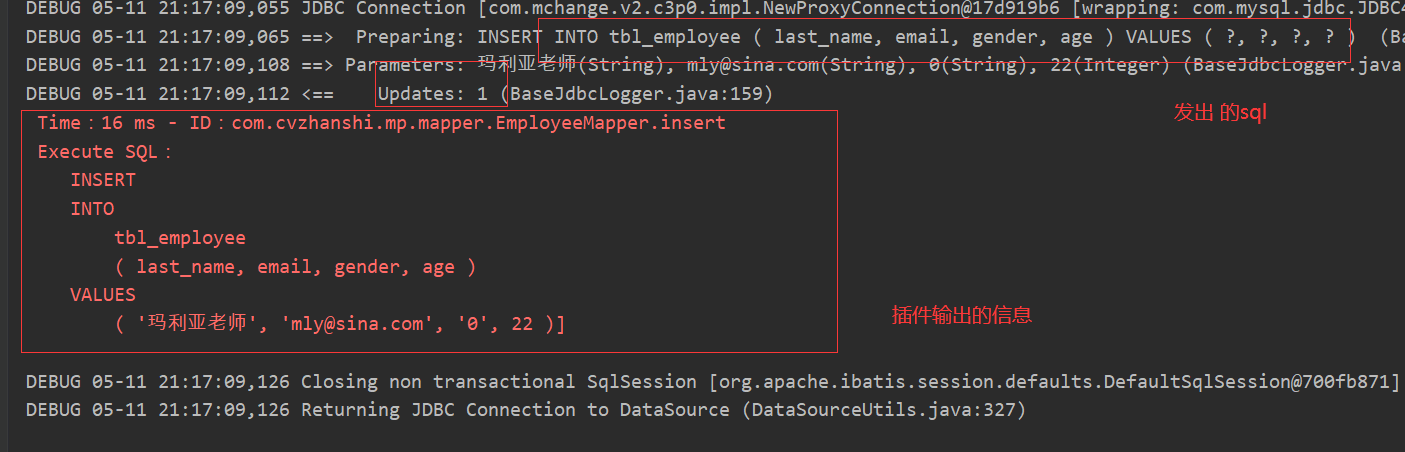 DEBUG 05-11 21:17:09,055 JDBC Connection [com.mchange.v2.c3p0.impl.NewProxyConnection@17d919b6 [wrapping: com.mysql.jdbc.JDBC4
DEBUG 05-11 21:17:09,065 ==>  Preparing: INSERT INTO tbl_employee ( last_name, email, gender, age ) VALUES ( ?, ?, ?, ? )  (Ba
DEBUG 05-11 21:17:09,108 ==> Parameters: 玛利亚老师(String), mly@sina.com(String), 0(String), 22(Integer) (BaseJdbcLogger.java
DEBUG 05-11 21:17:09,112 <==    Updates: 1 (BaseJdbcLogger.java:159)
发出 的sql
Time：16 ms - ID：com.cvzhanshi.mp.mapper.EmployeeMapper.insert
Execute SQL：
INSERT
INTO
tbl_employee
( last_name, email, gender, age )
VALUES
( '玛利亚老师', 'mly@sina.com', '0', 22 )]
插件输出的信息
DEBUG 05-11 21:17:09,126 Closing non transactional SqlSession [org.apache.ibatis.session.defaults.DefaultSqlSession@700fb871]
DEBUG 05-11 21:17:09,126 Returning JDBC Connection to DataSource (DataSourceUtils.java:327)